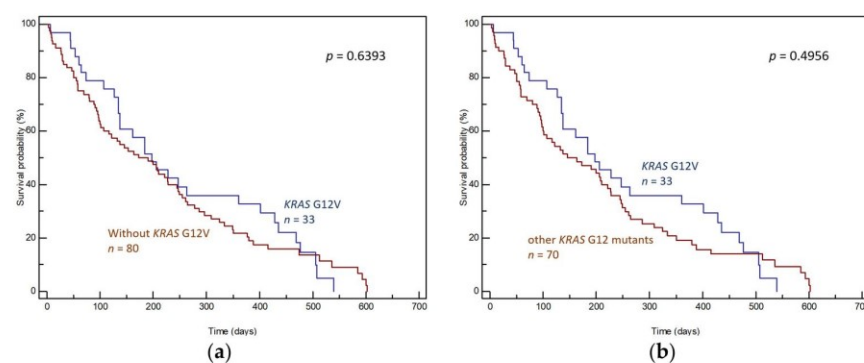 100
80
60
40
20
0
Survival probability (%)
p = 0.6393
KRAS G12V
n = 33
Without KRAS G12V
n = 80
0 100 200 300 400 500 600 700
Time (days)
(a)
100
80
60
40
20
0
Survival probability (%)
p = 0.4956
KRAS G12V
n = 33
other KRAS G12 mutants
n = 70
0 100 200 300 400 500 600 700
Time (days)
(b)